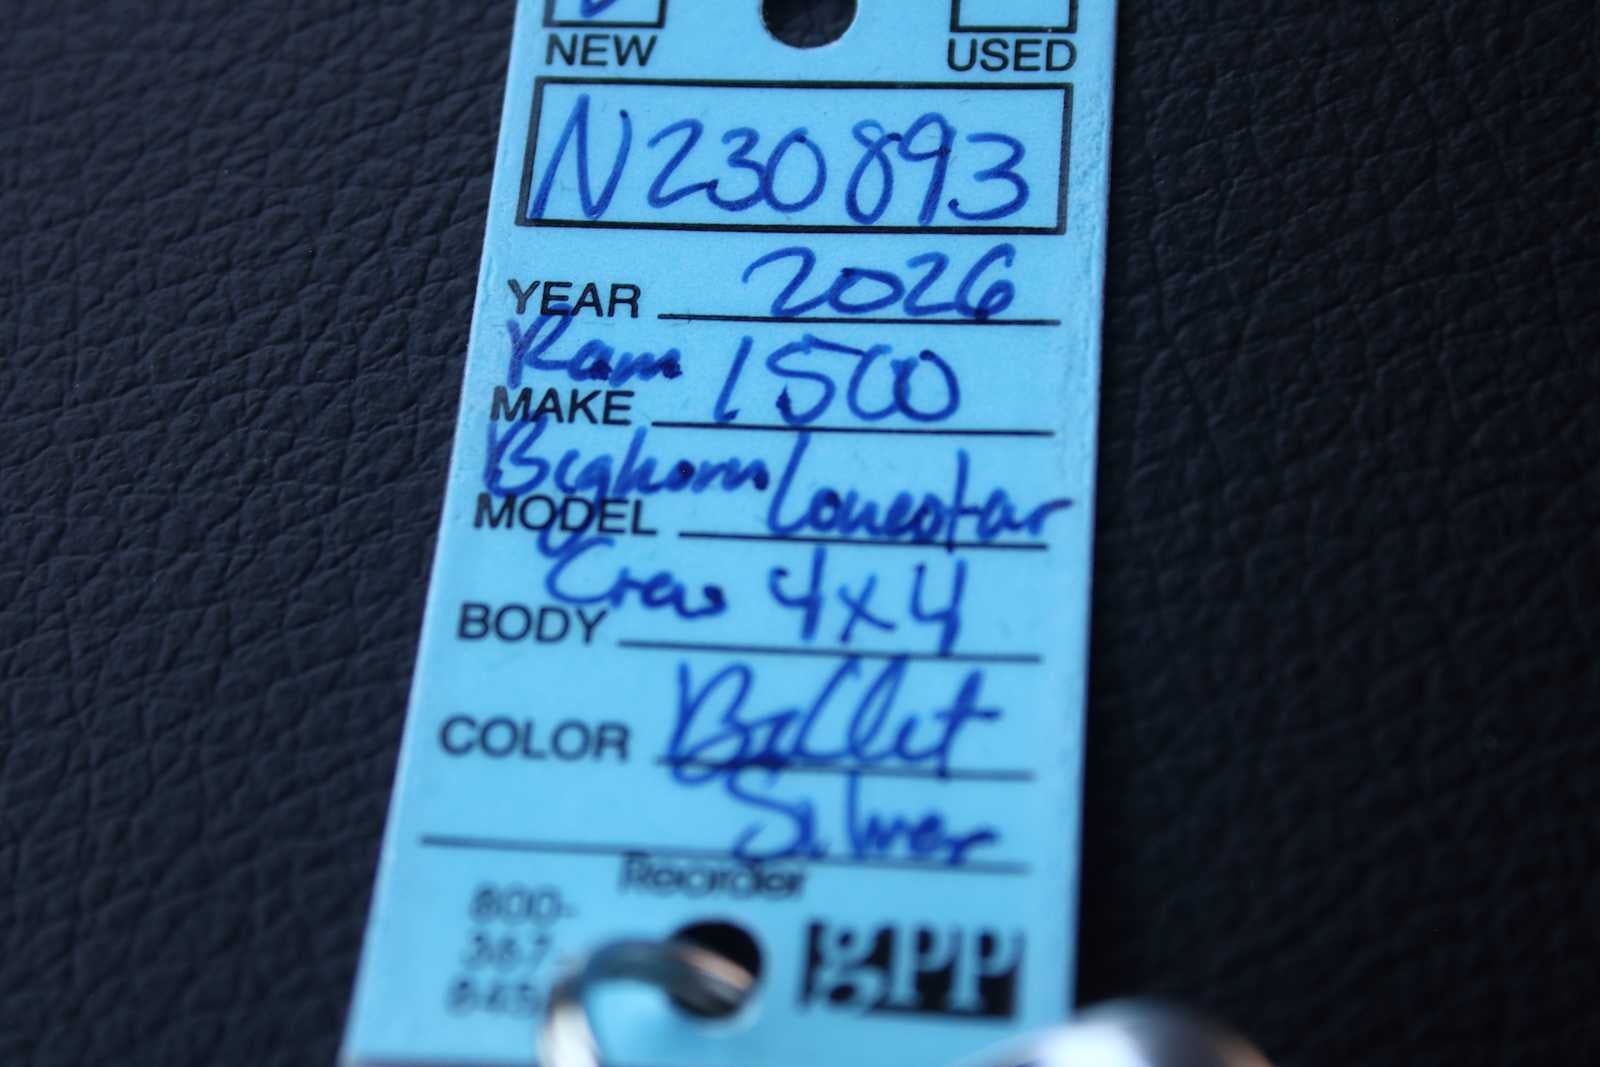 NEW USED
N230893
YEAR 2026
Ram 1500
MAKE
Bighorn/Lonestar
MODEL
Crew 4x4
BODY
COLOR Billet
Silver
Reorder
800-
367-
gpp